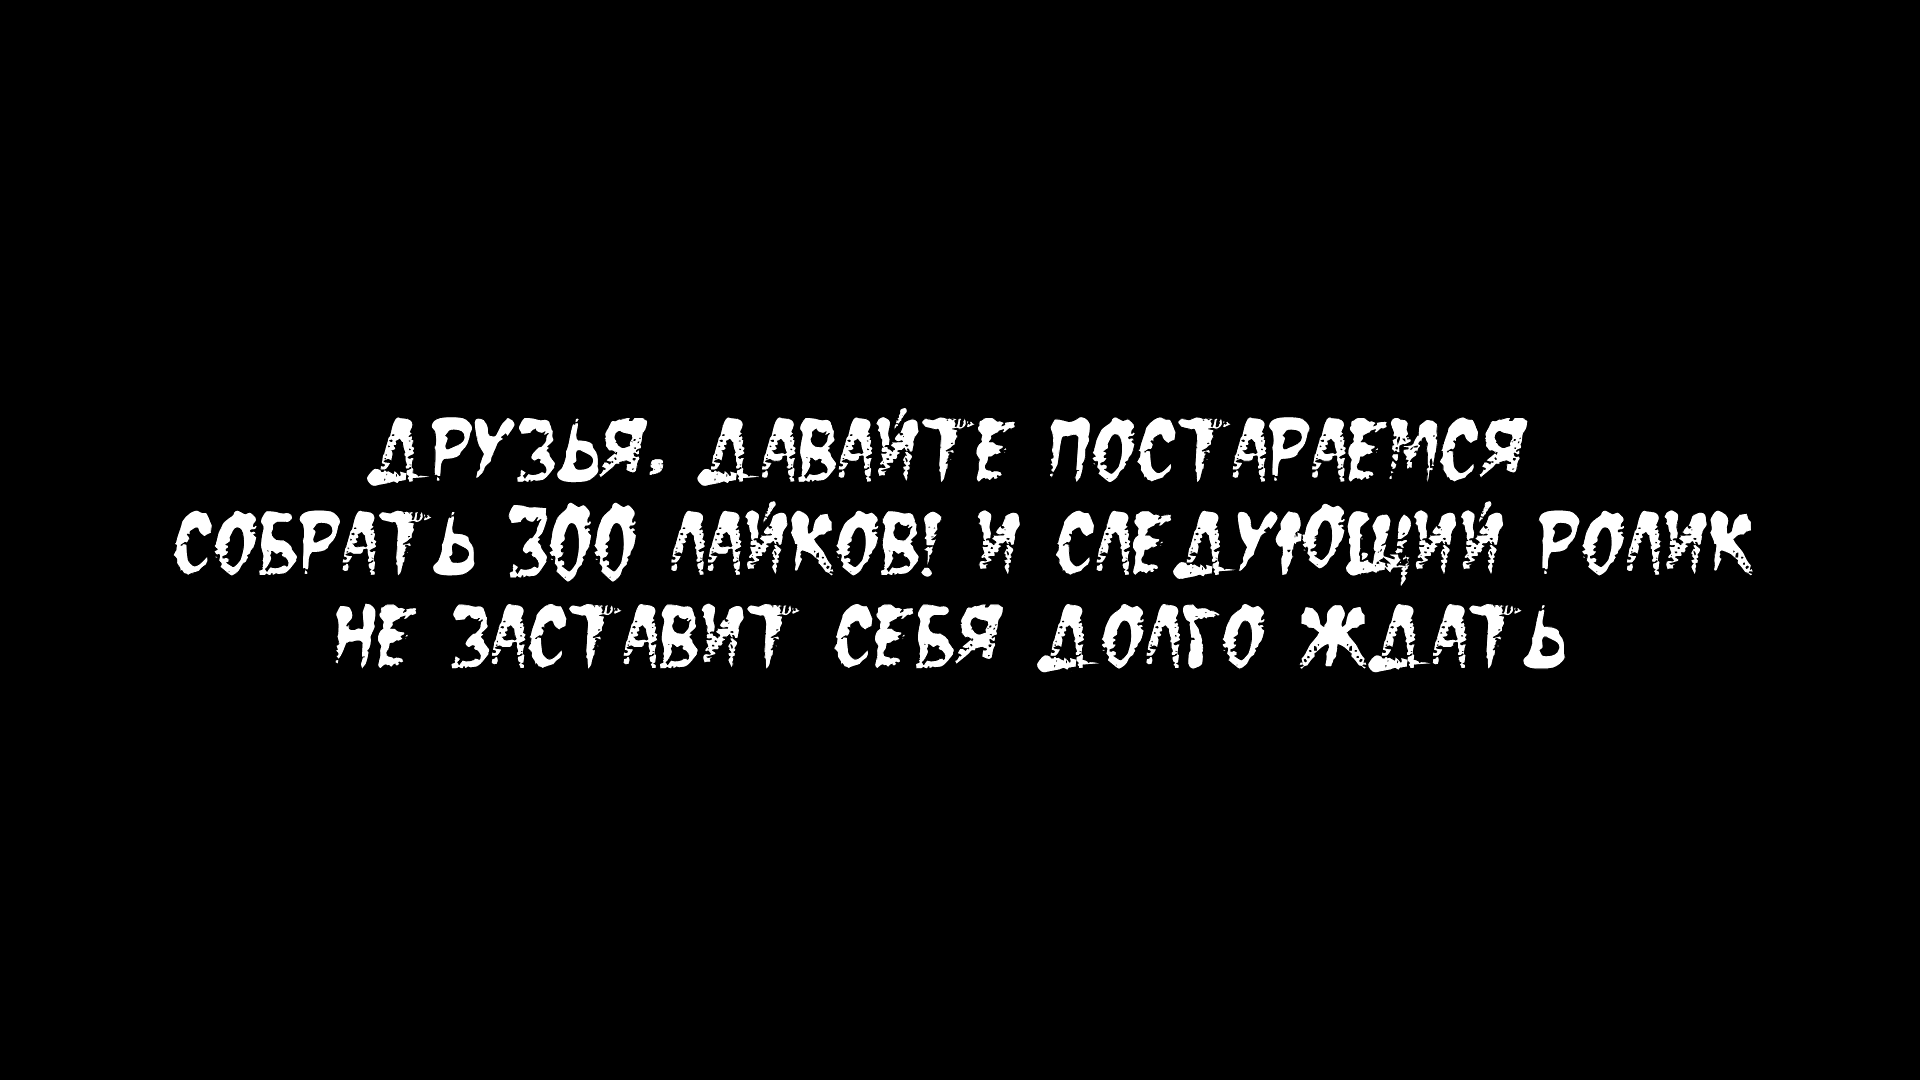 ДРУЗЬЯ, ДАВАЙТЕ ПОСТАРАЕМСЯ
СОБРАТЬ 300 ЛАЙКОВ! И СЛЕДУЮЩИЙ РОЛИК
НЕ ЗАСТАВИТ СЕБЯ ДОЛГО ЖДАТЬ